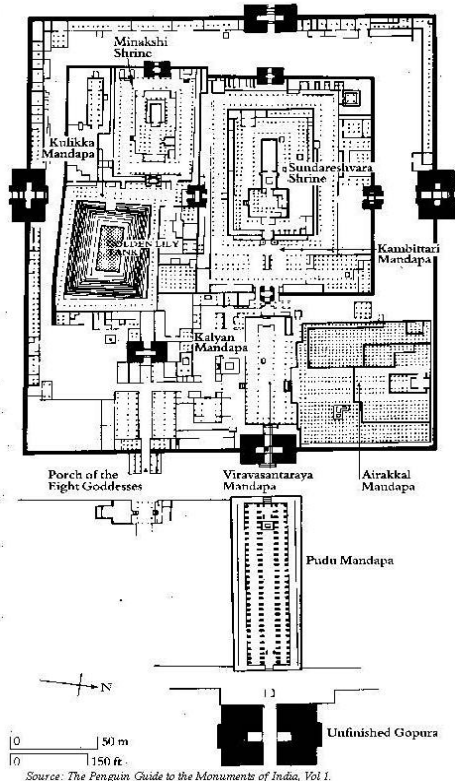 Minakshi
Shrine
Kulikka
Mandapa
Sundareshvara
Shrine
GOLDEN LILY
TANK
Kambittari
Mandapa
Kalyan
Mandapa
Porch of the
Eight Goddesses
Viravasantaraya
Mandapa
Airakkal
Mandapa
Pudu Mandapa
N
0 50 m
0 150 ft
Unfinished Gopura
Source: The Penguin Guide to the Monuments of India, Vol 1.